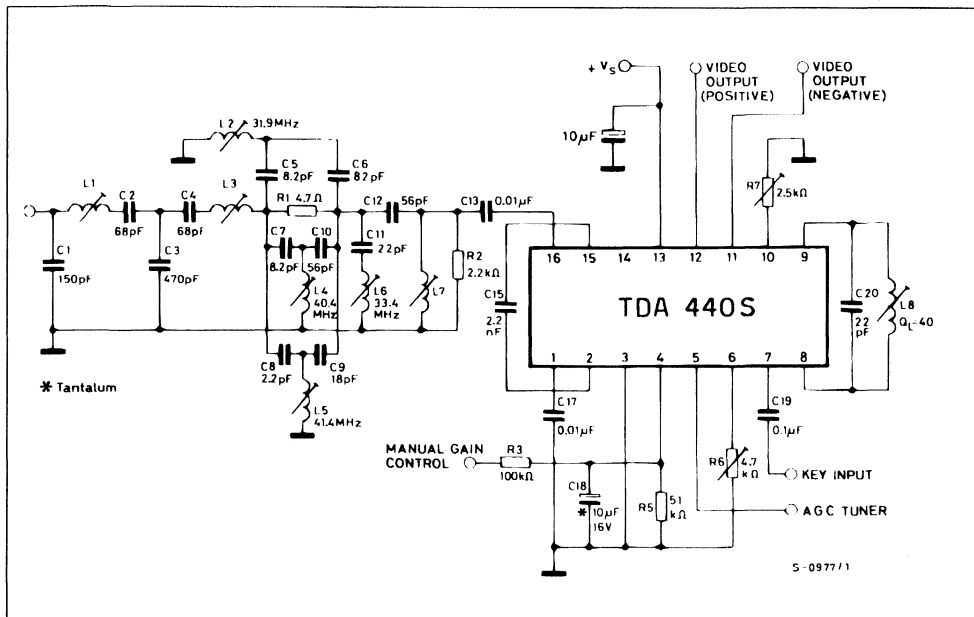 + VS
VIDEO
OUTPUT
(POSITIVE)
VIDEO
OUTPUT
(NEGATIVE)
10µF
L2
31.9MHz
C5
8.2pF
C6
82pF
R7
2.5kΩ
L1
C2
68pF
C4
68pF
L3
R1 4.7Ω
C12
56pF
C13
0.01µF
C1
150pF
C3
470pF
C7
8.2pF
C10
56pF
C11
22pF
R2
2.2kΩ
L4
40.4
MHz
L6
33.4
MHz
L7
C15
2.2
nF
16 15 14 13 12 11 10 9
TDA 440S
1 2 3 4 5 6 7 8
C20
22
pF
L8
QL=40
C8
2.2pF
C9
18pF
L5
41.4MHz
* Tantalum
C17
0.01µF
C19
0.1µF
MANUAL GAIN
CONTROL
R3
100kΩ
C18
* 10µF
16V
R5
51
kΩ
R6
4.7
kΩ
KEY INPUT
AGC TUNER
S-0977/1